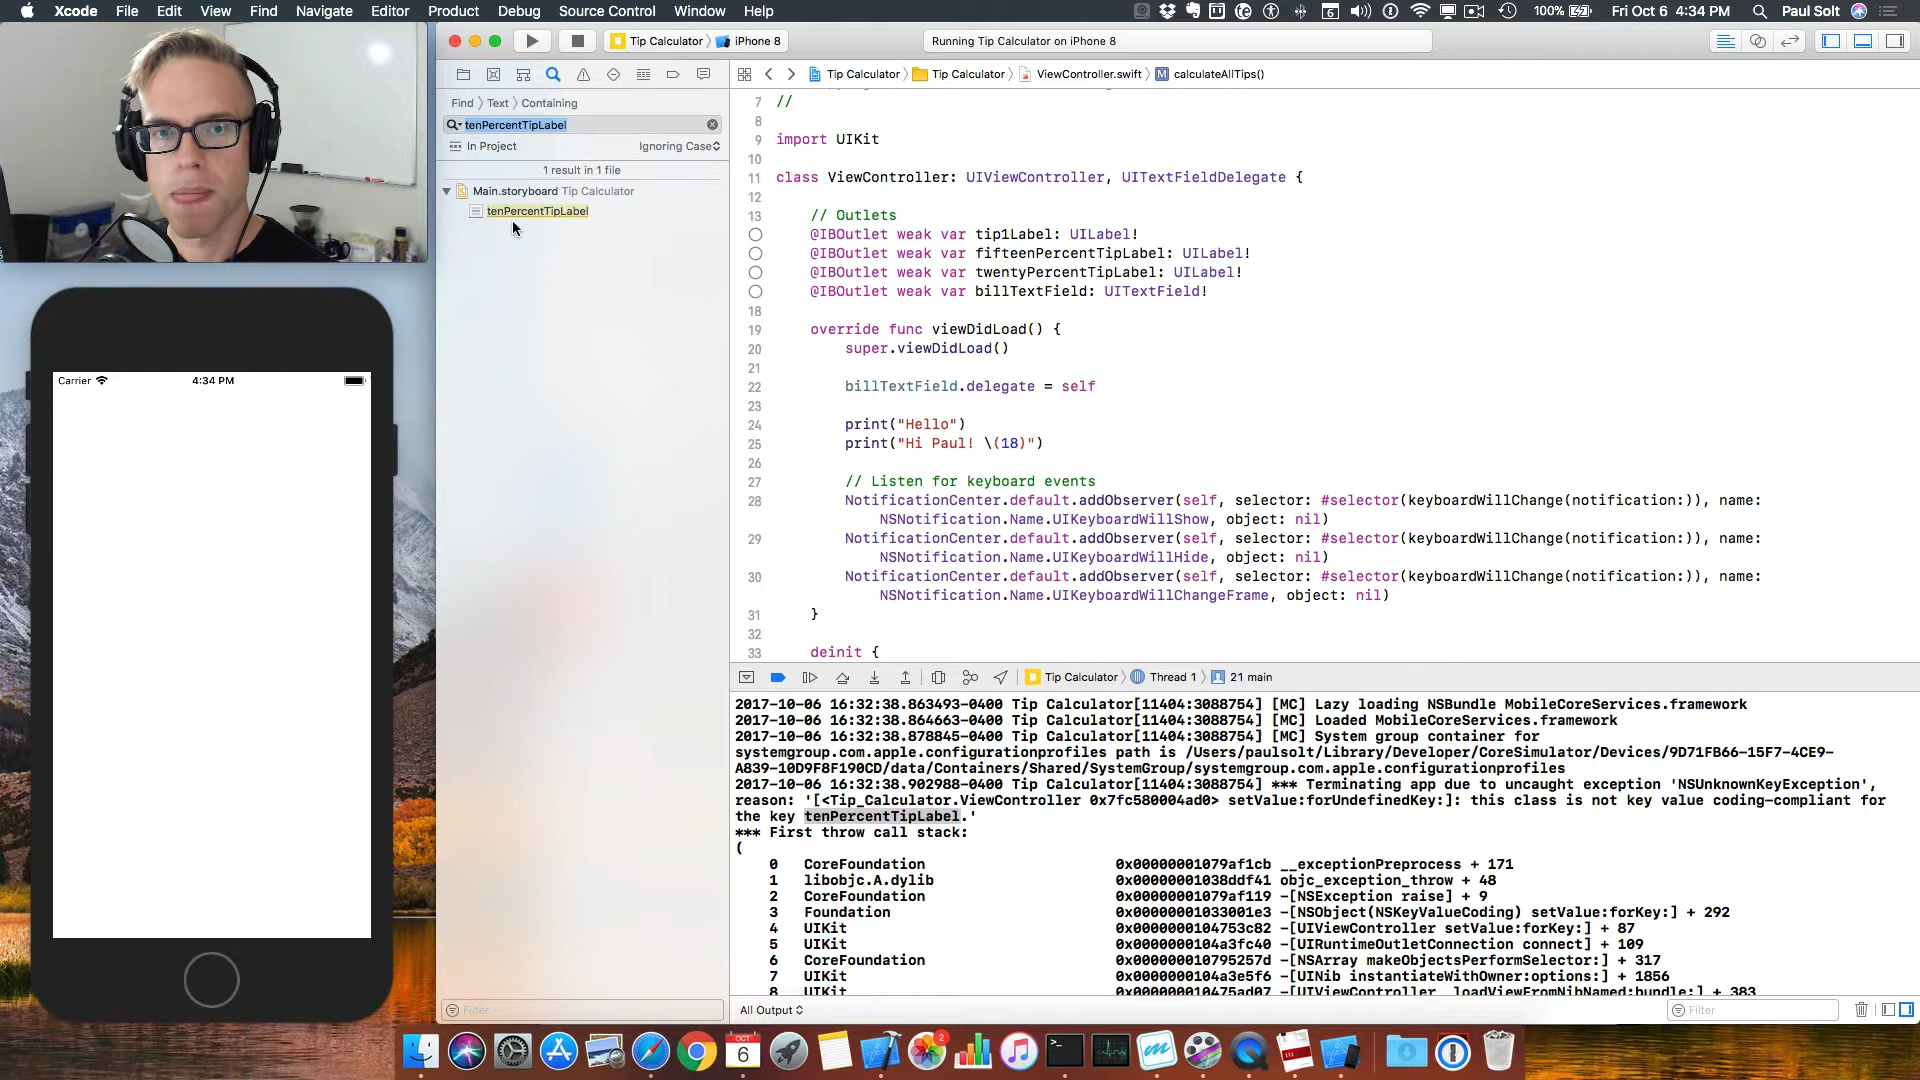 Xcode File Edit View Find Navigate Editor Product Debug Source Control Window Help
100% Fri Oct 6 4:34 PM Paul Solt
Tip Calculator iPhone 8
Running Tip Calculator on iPhone 8
Find Text Containing
tenPercentTipLabel
In Project Ignoring Case
1 result in 1 file
Main.storyboard Tip Calculator
tenPercentTipLabel
Filter
Carrier 4:34 PM
Tip Calculator Tip Calculator ViewController.swift calculateAllTips()
7 //
8
9 import UIKit
10
11 class ViewController: UIViewController, UITextFieldDelegate {
12
13 // Outlets
@IBOutlet weak var tip1Label: UILabel!
@IBOutlet weak var fifteenPercentTipLabel: UILabel!
@IBOutlet weak var twentyPercentTipLabel: UILabel!
@IBOutlet weak var billTextField: UITextField!
18
19 override func viewDidLoad() {
20 super.viewDidLoad()
21
22 billTextField.delegate = self
23
24 print("Hello")
25 print("Hi Paul! \(18)")
26
27 // Listen for keyboard events
28 NotificationCenter.default.addObserver(self, selector: #selector(keyboardWillChange(notification:)), name:
NSNotification.Name.UIKeyboardWillShow, object: nil)
29 NotificationCenter.default.addObserver(self, selector: #selector(keyboardWillChange(notification:)), name:
NSNotification.Name.UIKeyboardWillHide, object: nil)
30 NotificationCenter.default.addObserver(self, selector: #selector(keyboardWillChange(notification:)), name:
NSNotification.Name.UIKeyboardWillChangeFrame, object: nil)
31 }
32
33 deinit {
Tip Calculator Thread 1 21 main
2017-10-06 16:32:38.863493-0400 Tip Calculator[11404:3088754] [MC] Lazy loading NSBundle MobileCoreServices.framework
2017-10-06 16:32:38.864663-0400 Tip Calculator[11404:3088754] [MC] Loaded MobileCoreServices.framework
2017-10-06 16:32:38.878845-0400 Tip Calculator[11404:3088754] [MC] System group container for
systemgroup.com.apple.configurationprofiles path is /Users/paulsolt/Library/Developer/CoreSimulator/Devices/9D71FB66-15F7-4CE9-
A839-10D9F8F190CD/data/Containers/Shared/SystemGroup/systemgroup.com.apple.configurationprofiles
2017-10-06 16:32:38.902988-0400 Tip Calculator[11404:3088754] *** Terminating app due to uncaught exception 'NSUnknownKeyException',
reason: '[<Tip_Calculator.ViewController 0x7fc580004ad0> setValue:forUndefinedKey:]: this class is not key value coding-compliant for
the key tenPercentTipLabel.'
*** First throw call stack:
(
0 CoreFoundation 0x00000001079af1cb __exceptionPreprocess + 171
1 libobjc.A.dylib 0x00000001038ddf41 objc_exception_throw + 48
2 CoreFoundation 0x00000001079af119 -[NSException raise] + 9
3 Foundation 0x00000001033001e3 -[NSObject(NSKeyValueCoding) setValue:forKey:] + 292
4 UIKit 0x0000000104753c82 -[UIViewController setValue:forKey:] + 87
5 UIKit 0x0000000104a3fc40 -[UIRuntimeOutletConnection connect] + 109
6 CoreFoundation 0x000000010795257d -[NSArray makeObjectsPerformSelector:] + 317
7 UIKit 0x0000000104a3e5f6 -[UINib instantiateWithOwner:options:] + 1856
8 UIKit 0x000000010475ad07 -[UIViewController _loadViewFromNibNamed:bundle:] + 383
All Output Filter
OCT
6
2